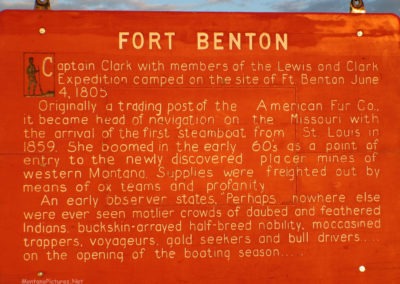 FORT BENTON
Captain Clark with members of the Lewis and Clark
Expedition camped on the site of Ft. Benton June
4, 1805.
Originally a trading post of the American Fur Co.,
it became head of navigation on the Missouri with
the arrival of the first steamboat from St. Louis in
1859. She boomed in the early 60's as a point of
entry to the newly discovered placer mines of
western Montana. Supplies were freighted out by
means of ox teams and profanity.
An early observer states, "Perhaps nowhere else
were ever seen motlier crowds of daubed and feathered
Indians, buckskin-arrayed half-breed nobility, moccasined
trappers, voyageurs, gold seekers and bull drivers....
on the opening of the boating season.....
MontanaPictures.Net